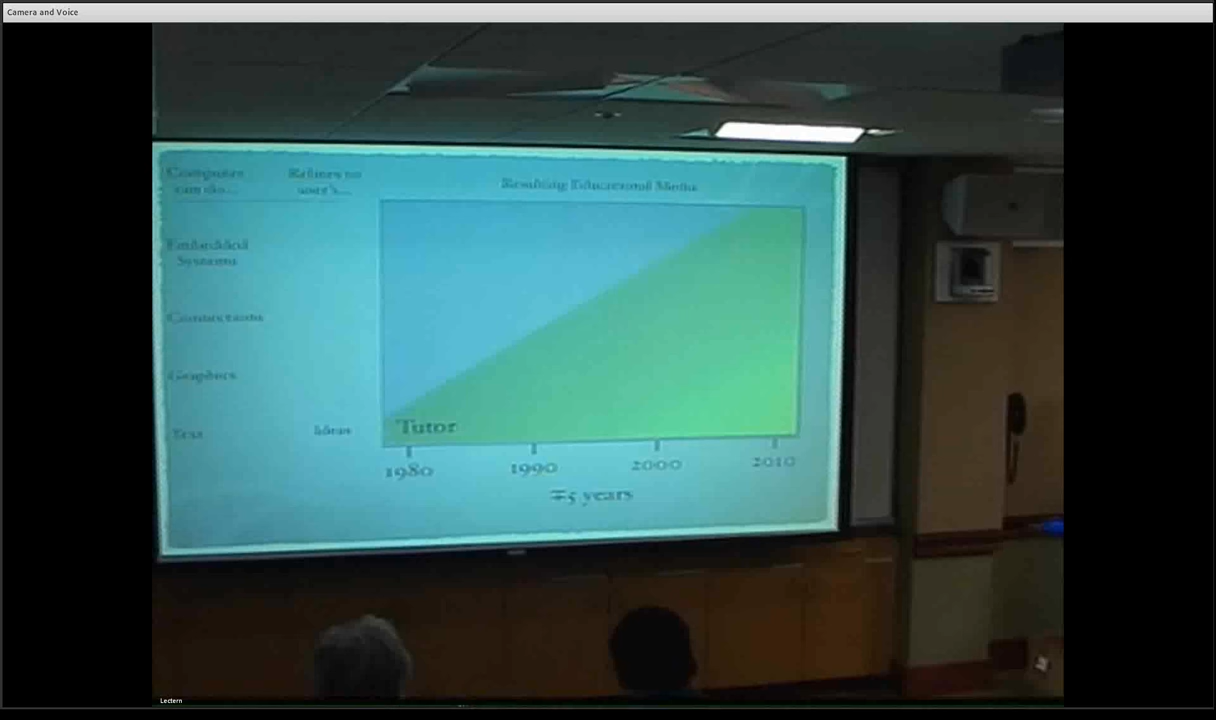 Camera and Voice
Computers
can do...
Refines no
user's...
Resulting Educational Media
Embedded
Systems
Connections
Graphics
Text
Ideas
Tutor
1980
1990
2000
2010
∓5 years
Lectern